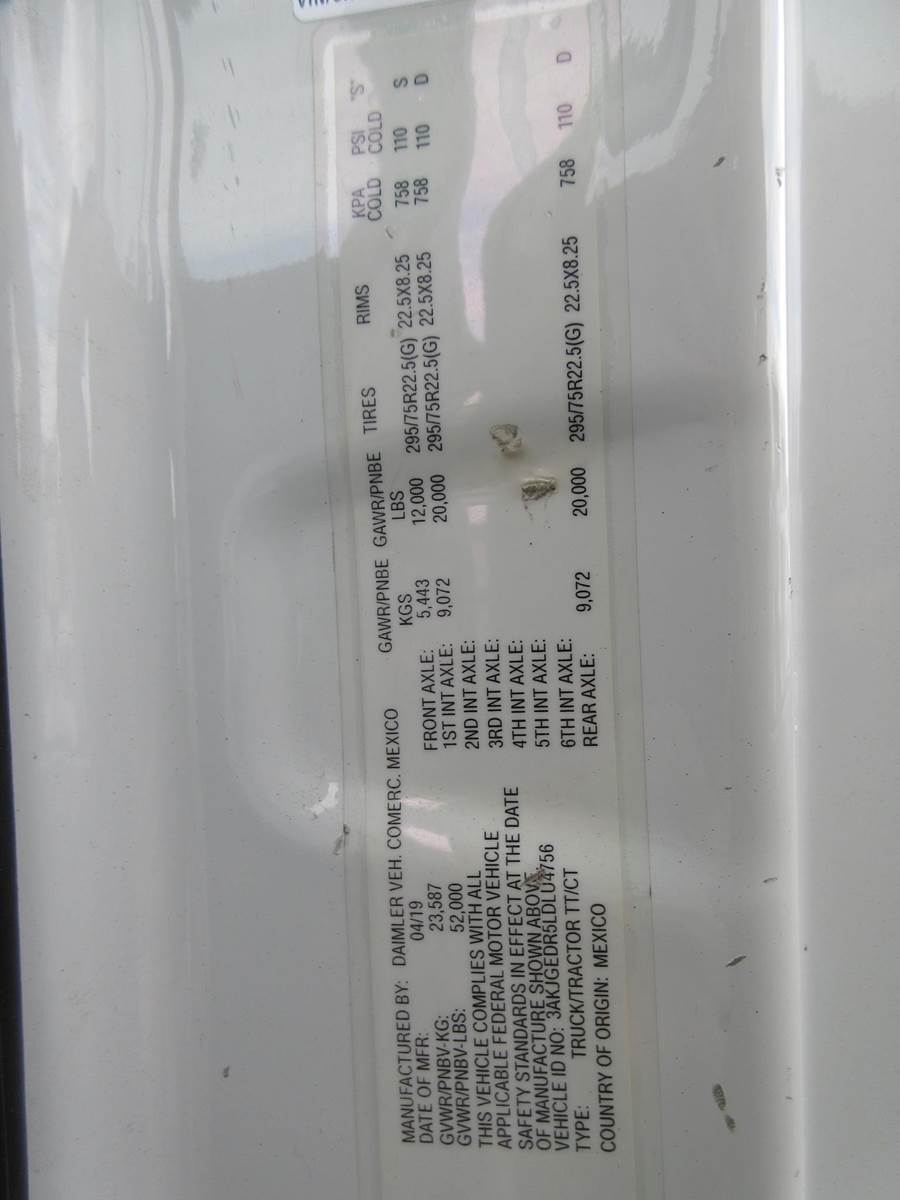 MANUFACTURED BY: DAIMLER VEH. COMERC. MEXICO
DATE OF MFR: 04/19
GVWR/PNBV-KG: 23,587
GVWR/PNBV-LBS: 52,000
THIS VEHICLE COMPLIES WITH ALL
APPLICABLE FEDERAL MOTOR VEHICLE
SAFETY STANDARDS IN EFFECT AT THE DATE
OF MANUFACTURE SHOWN ABOVE.
VEHICLE ID NO: 3AKJGEDR5LDLU4756
TYPE: TRUCK/TRACTOR TT/CT
COUNTRY OF ORIGIN: MEXICO
GAWR/PNBE GAWR/PNBE TIRES RIMS KPA PSI "S"
KGS LBS COLD COLD
FRONT AXLE: 5,443 12,000 295/75R22.5(G) 22.5X8.25 758 110 S
1ST INT AXLE: 9,072 20,000 295/75R22.5(G) 22.5X8.25 758 110 D
2ND INT AXLE:
3RD INT AXLE:
4TH INT AXLE:
5TH INT AXLE:
6TH INT AXLE:
REAR AXLE: 9,072 20,000 295/75R22.5(G) 22.5X8.25 758 110 D